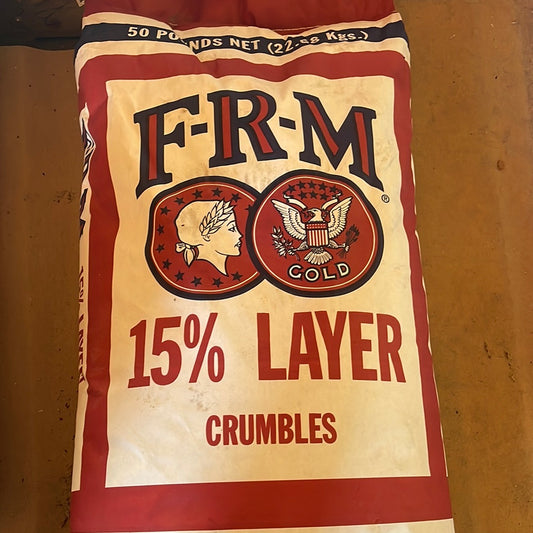 50 POUNDS NET (22.68 Kgs.)
F-R-M
®
GOLD
15% LAYER
CRUMBLES